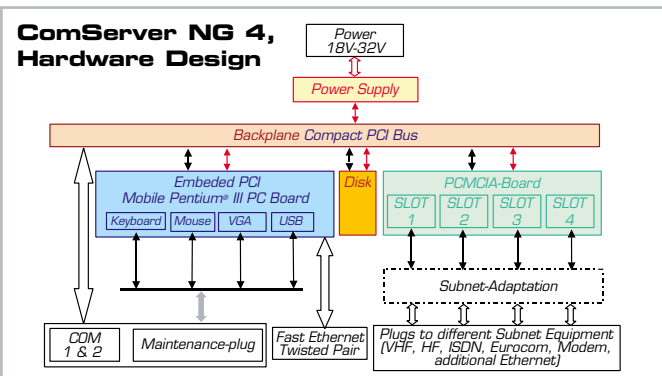 ComServer NG 4,
Hardware Design
Power
18V-32V
Power Supply
Backplane Compact PCI Bus
Embeded PCI
Mobile Pentium® III PC Board
Keyboard
Mouse
VGA
USB
Disk
PCMCIA-Board
SLOT
1
SLOT
2
SLOT
3
SLOT
4
Subnet-Adaptation
COM
1 & 2
Maintenance-plug
Fast Ethernet
Twisted Pair
Plugs to different Subnet Equipment
(VHF, HF, ISDN, Eurocom, Modem,
additional Ethernet)